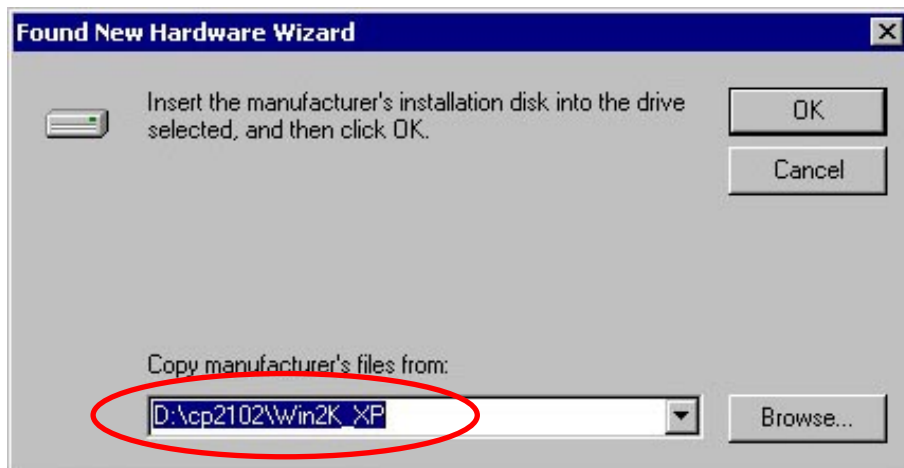 Found New Hardware Wizard
Insert the manufacturer's installation disk into the drive
selected, and then click OK.
OK
Cancel
Copy manufacturer's files from:
D:\cp2102\Win2K_XP
Browse...